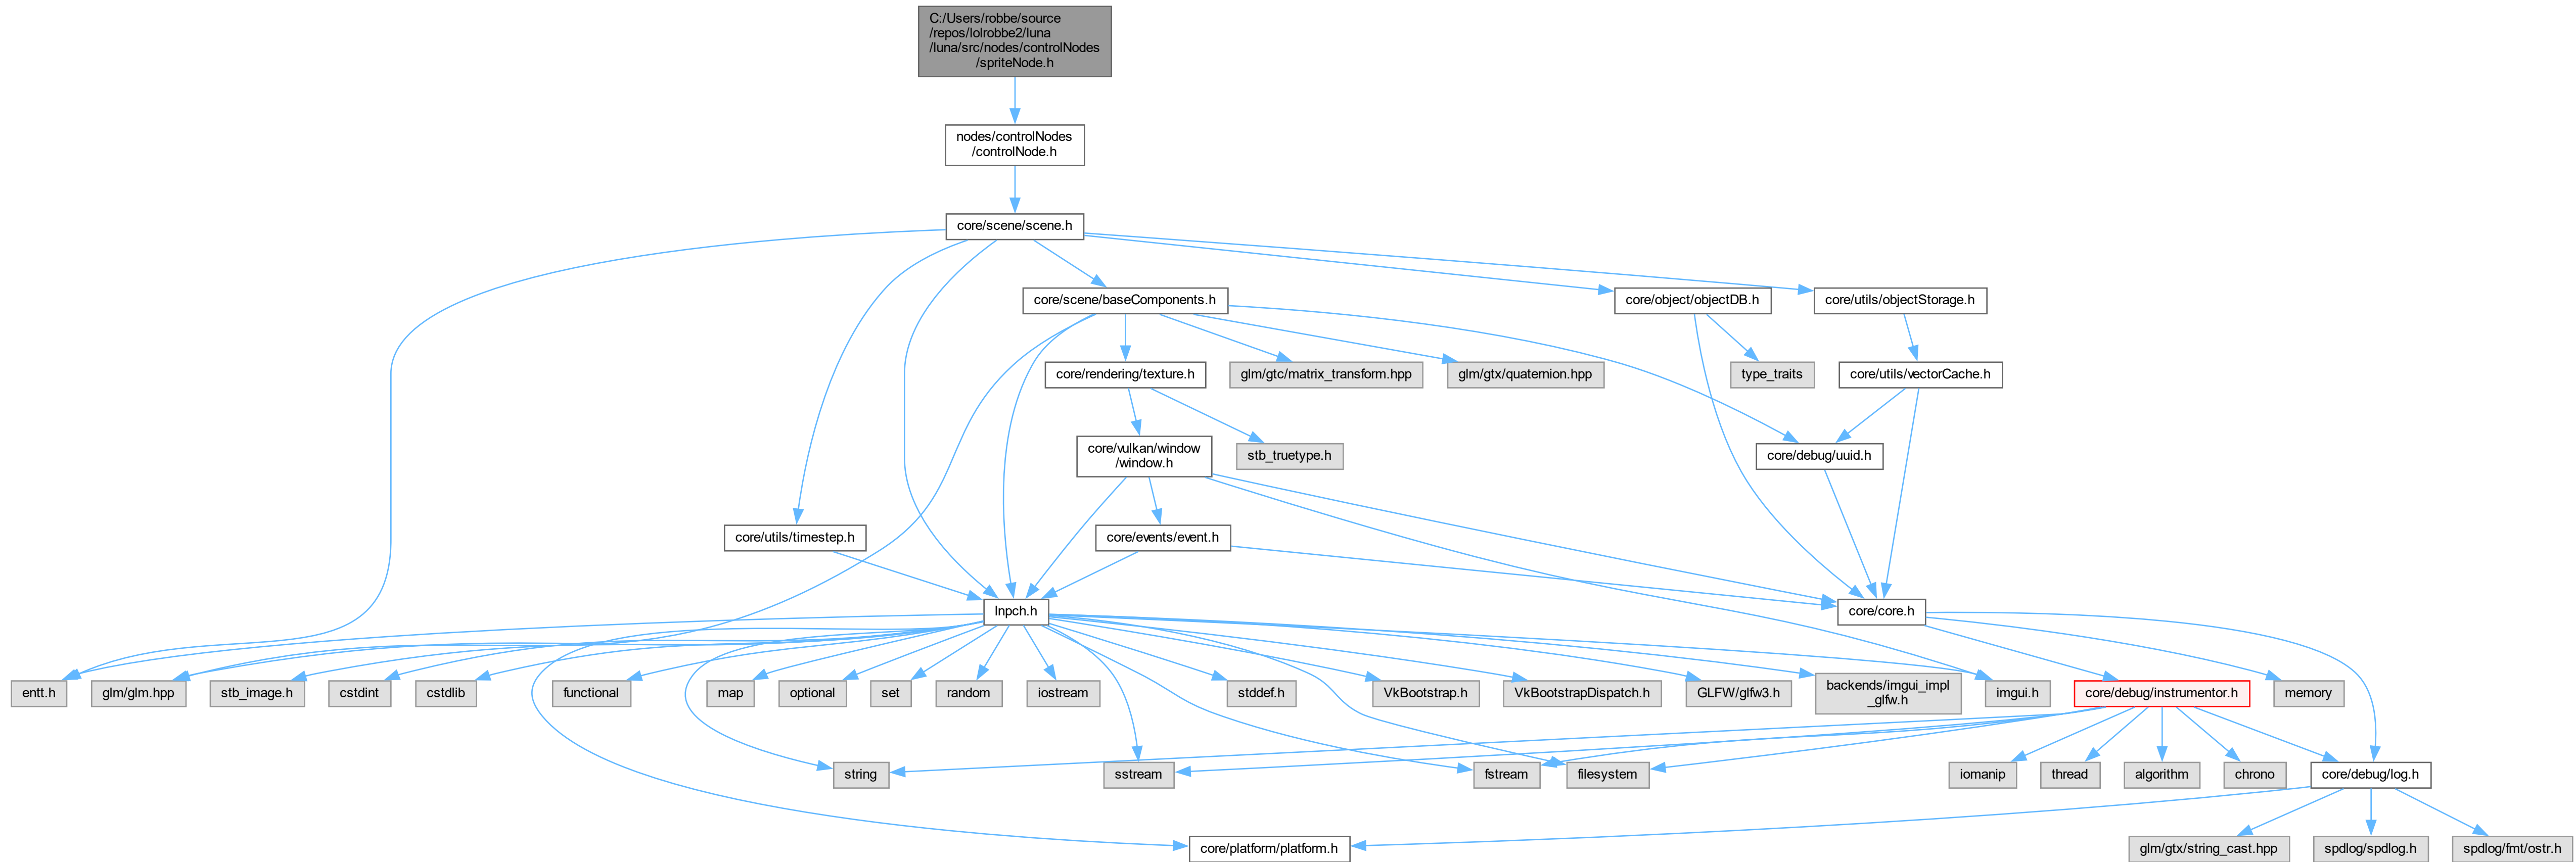 C:/Users/robbe/source
/repos/lolrobbe2/luna
/luna/src/nodes/controlNodes
/spriteNode.h
nodes/controlNodes
/controlNode.h
core/scene/scene.h
core/scene/baseComponents.h
core/object/objectDB.h
core/utils/objectStorage.h
core/rendering/texture.h
glm/gtc/matrix_transform.hpp
glm/gtx/quaternion.hpp
type_traits
core/utils/vectorCache.h
core/vulkan/window
/window.h
stb_truetype.h
core/debug/uuid.h
core/utils/timestep.h
core/events/event.h
lnpch.h
core/core.h
entt.h
glm/glm.hpp
stb_image.h
cstdint
cstdlib
functional
map
optional
set
random
iostream
stddef.h
VkBootstrap.h
VkBootstrapDispatch.h
GLFW/glfw3.h
backends/imgui_impl
_glfw.h
imgui.h
core/debug/instrumentor.h
memory
string
sstream
fstream
filesystem
iomanip
thread
algorithm
chrono
core/debug/log.h
core/platform/platform.h
glm/gtx/string_cast.hpp
spdlog/spdlog.h
spdlog/fmt/ostr.h